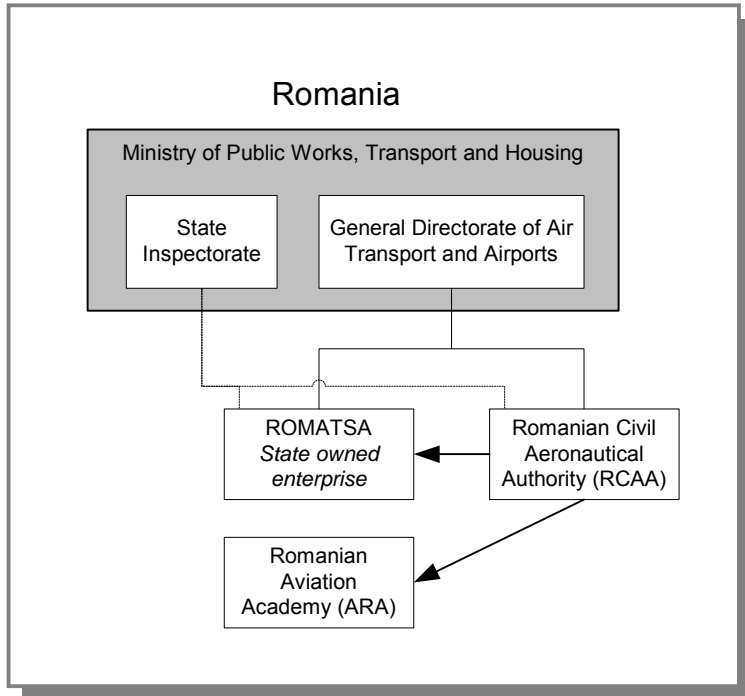 Romania
Ministry of Public Works, Transport and Housing
State
Inspectorate
General Directorate of Air
Transport and Airports
ROMATSA
State owned
enterprise
Romanian Civil
Aeronautical
Authority (RCAA)
Romanian
Aviation
Academy (ARA)